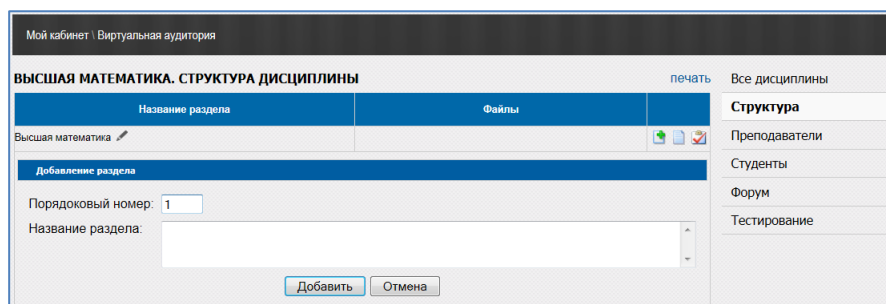 Мой кабинет \ Виртуальная аудитория
ВЫСШАЯ МАТЕМАТИКА. СТРУКТУРА ДИСЦИПЛИНЫ печать
Название раздела Файлы
Высшая математика
Добавление раздела
Порядоковый номер: 1
Название раздела:
Добавить Отмена
Все дисциплины
Структура
Преподаватели
Студенты
Форум
Тестирование